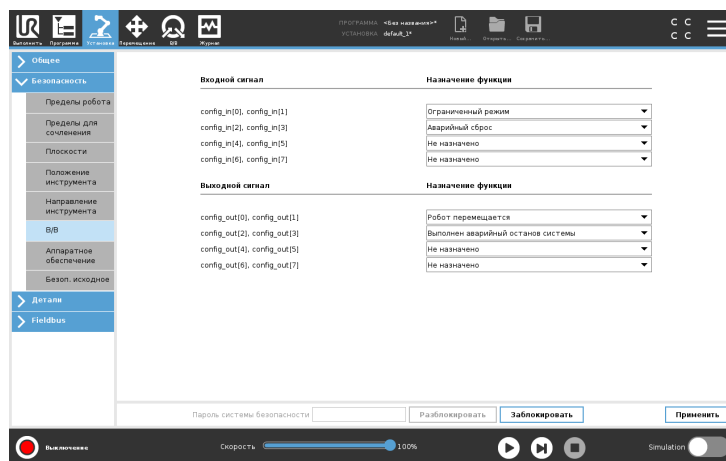 UR
Выполнить Программа Установка Перемещение В/В Журнал
ПРОГРАММА <Без названия>*
УСТАНОВКА default_1*
Новый... Открыть... Сохранить...
C C
C C
Общее
Безопасность
Пределы робота
Пределы для
сочленения
Плоскости
Положение
инструмента
Направление
инструмента
В/В
Аппаратное
обеспечение
Безоп. исходное
Детали
Fieldbus
Входной сигнал Назначение функции
config_in[0], config_in[1] Ограниченный режим
config_in[2], config_in[3] Аварийный сброс
config_in[4], config_in[5] Не назначено
config_in[6], config_in[7] Не назначено
Выходной сигнал Назначение функции
config_out[0], config_out[1] Робот перемещается
config_out[2], config_out[3] Выполнен аварийный останов системы
config_out[4], config_out[5] Не назначено
config_out[6], config_out[7] Не назначено
Пароль системы безопасности Разблокировать Заблокировать Применить
Выключение Скорость 100% Simulation